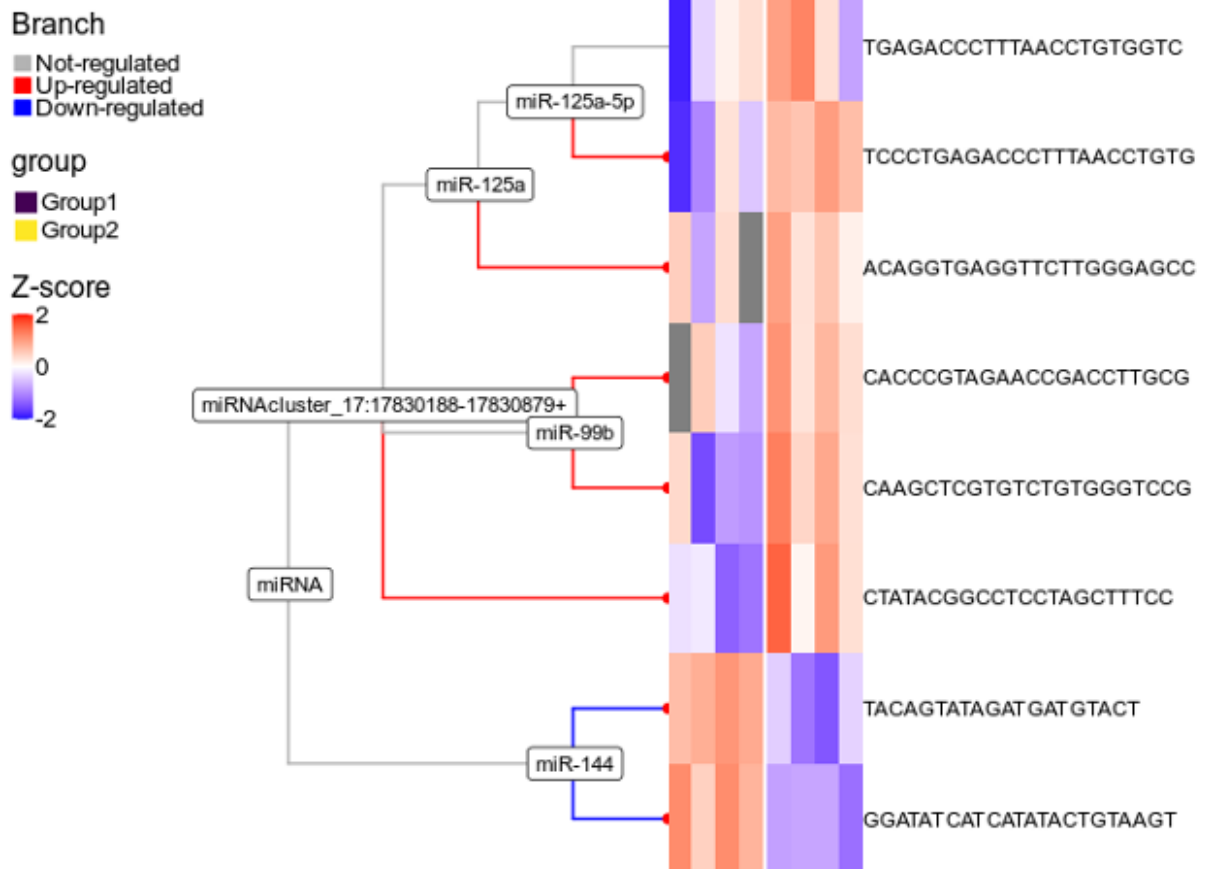 Branch
Not-regulated
Up-regulated
Down-regulated
group
Group1
Group2
Z-score
2
0
-2
miR-125a-5p
miR-125a
miRNAcluster_17:17830188-17830879+
miR-99b
miRNA
miR-144
TGAGACCCTTTAACCTGTGGTC
TCCCTGAGACCCTTTAACCTGTG
ACAGGTGAGGTTCTTGGGAGCC
CACCCGTAGAACCGACCTTGCG
CAAGCTCGTGTCTGTGGGTCCG
CTATACGGCCTCCTAGCTTTCC
TACAGTATAGATGATGTACT
GGATATCATCATATACTGTAAGT